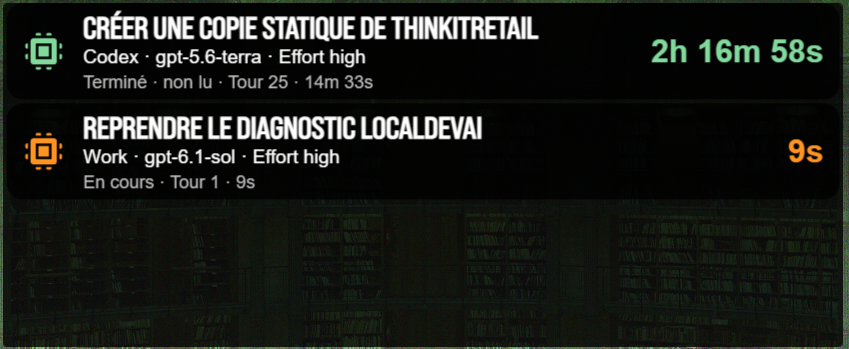 CRÉER UNE COPIE STATIQUE DE THINKITRETAIL
Codex · gpt-5.6-terra · Effort high
2h 16m 58s
Terminé · non lu · Tour 25 · 14m 33s
REPRENDRE LE DIAGNOSTIC LOCALDEVAI
Work · gpt-6.1-sol · Effort high
9s
En cours · Tour 1 · 9s